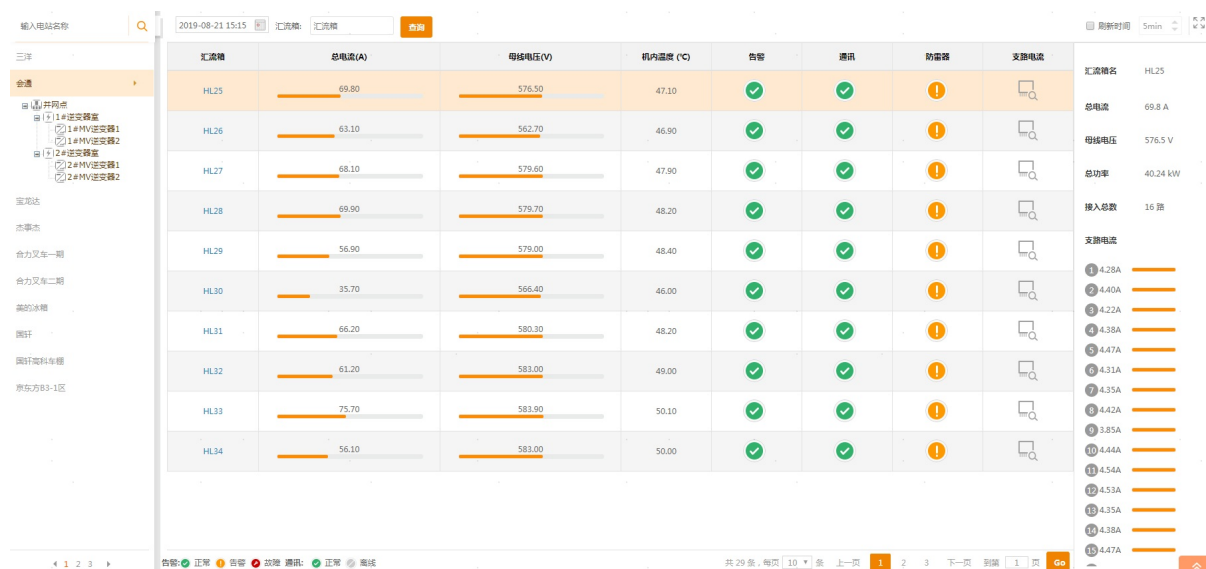 输入电站名称
2019-08-21 15:15 汇流箱: 汇流箱 查询
刷新时间 5min
三洋
会通
并网点
1#逆变器室
1#MV逆变器1
1#MV逆变器2
2#逆变器室
2#MV逆变器1
2#MV逆变器2
宝龙达
杰事杰
合力叉车一期
合力叉车二期
美的冰箱
国轩
国轩高科车棚
京东方B3-1区
1 2 3
汇流箱 总电流(A) 母线电压(V) 机内温度 (℃) 告警 通讯 防雷器 支路电流
HL25 69.80 576.50 47.10
HL26 63.10 562.70 46.90
HL27 68.10 579.60 47.90
HL28 69.90 579.70 48.20
HL29 56.90 579.00 48.40
HL30 35.70 566.40 46.00
HL31 66.20 580.30 48.20
HL32 61.20 583.00 49.00
HL33 75.70 583.90 50.10
HL34 56.10 583.00 50.00
告警: 正常 告警 故障 通讯: 正常 离线
共 29 条 , 每页 10 条 上一页 1 2 3 下一页 到第 1 页 Go
汇流箱名 HL25
总电流 69.8 A
母线电压 576.5 V
总功率 40.24 kW
接入总数 16 路
支路电流
1 4.28A
2 4.40A
3 4.22A
4 4.38A
5 4.47A
6 4.31A
7 4.35A
8 4.42A
9 3.85A
10 4.44A
11 4.54A
12 4.53A
13 4.35A
14 4.38A
15 4.47A